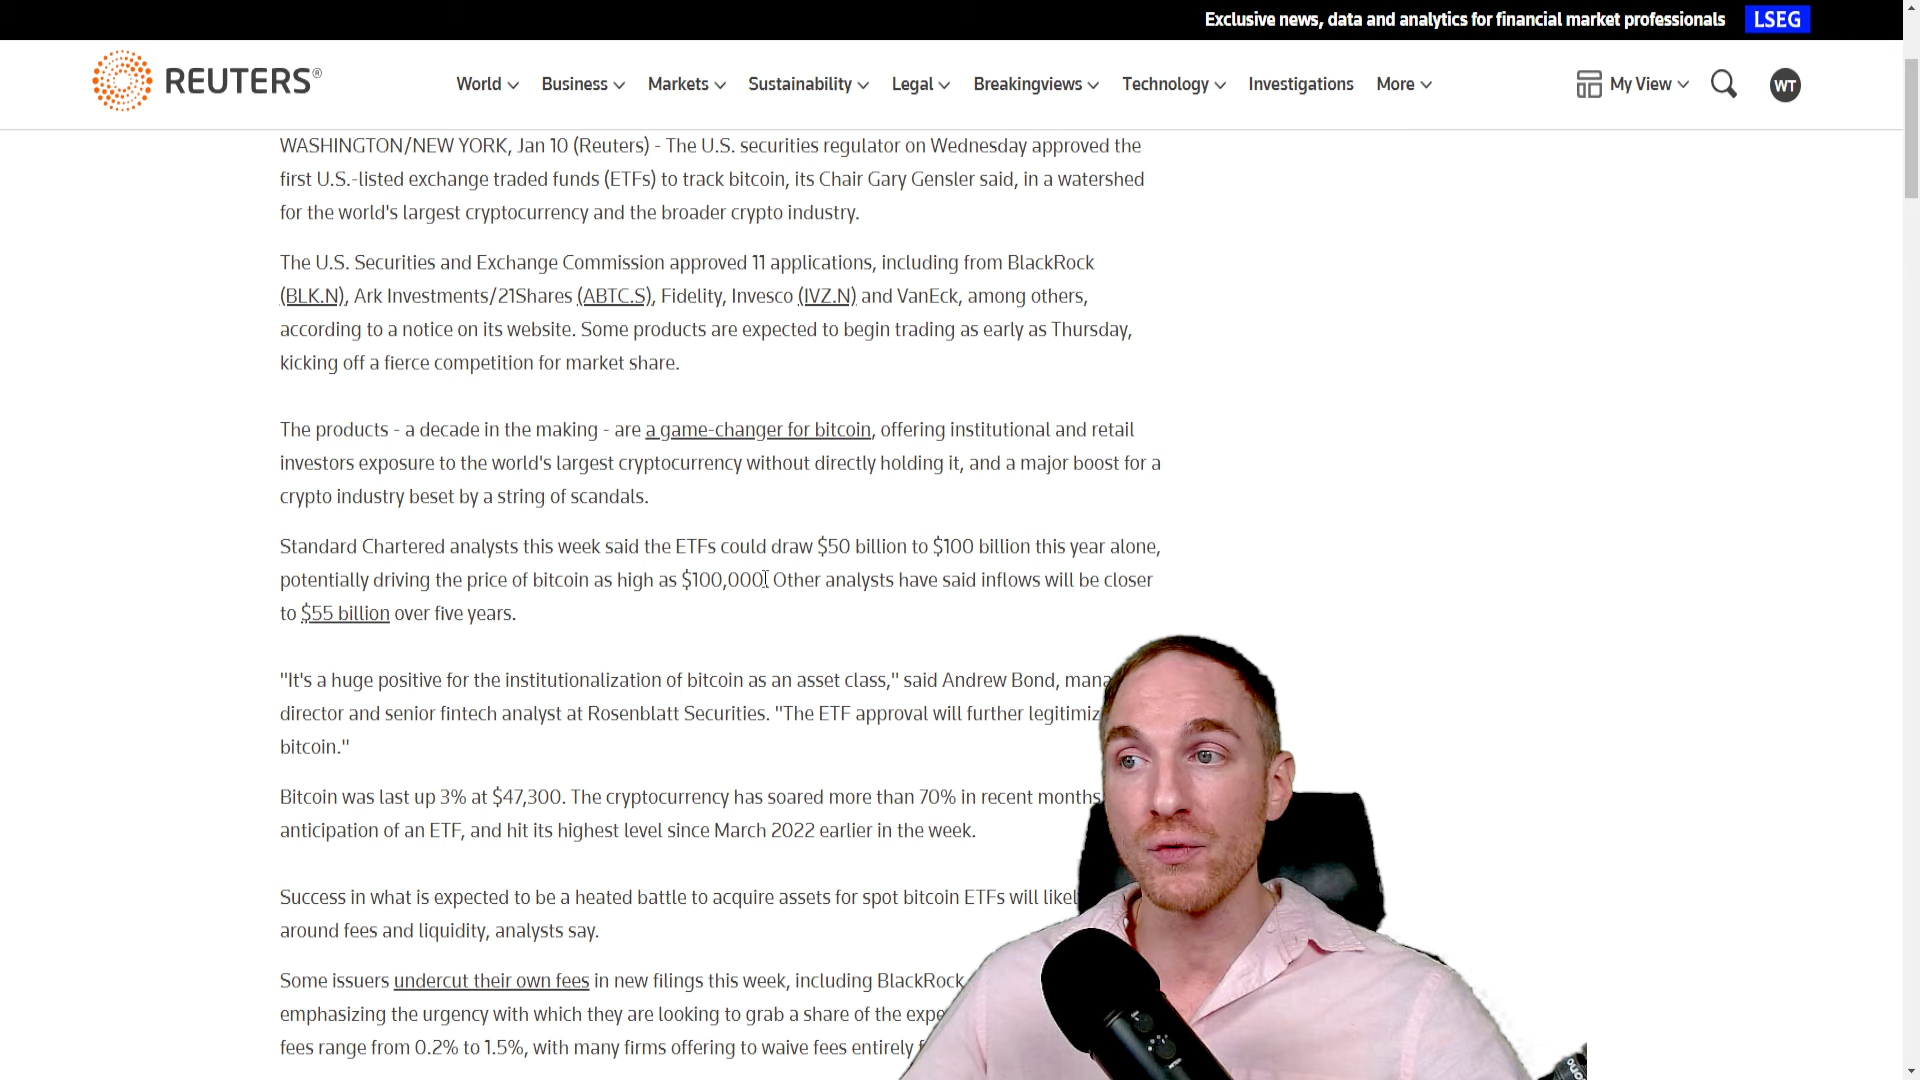 Exclusive news, data and analytics for financial market professionals LSEG
REUTERS®
World Business Markets Sustainability Legal Breakingviews Technology Investigations More My View WT
WASHINGTON/NEW YORK, Jan 10 (Reuters) - The U.S. securities regulator on Wednesday approved the
first U.S.-listed exchange traded funds (ETFs) to track bitcoin, its Chair Gary Gensler said, in a watershed
for the world's largest cryptocurrency and the broader crypto industry.
The U.S. Securities and Exchange Commission approved 11 applications, including from BlackRock
(BLK.N), Ark Investments/21Shares (ABTC.S), Fidelity, Invesco (IVZ.N) and VanEck, among others,
according to a notice on its website. Some products are expected to begin trading as early as Thursday,
kicking off a fierce competition for market share.
The products - a decade in the making - are a game-changer for bitcoin, offering institutional and retail
investors exposure to the world's largest cryptocurrency without directly holding it, and a major boost for a
crypto industry beset by a string of scandals.
Standard Chartered analysts this week said the ETFs could draw $50 billion to $100 billion this year alone,
potentially driving the price of bitcoin as high as $100,000. Other analysts have said inflows will be closer
to $55 billion over five years.
"It's a huge positive for the institutionalization of bitcoin as an asset class," said Andrew Bond,
director and senior fintech analyst at Rosenblatt Securities. "The ETF approval will further
bitcoin."
Bitcoin was last up 3% at $47,300. The cryptocurrency has soared more than 70% in recent months
anticipation of an ETF, and hit its highest level since March 2022 earlier in the week.
Success in what is expected to be a heated battle to acquire assets for spot bitcoin ETFs will
around fees and liquidity, analysts say.
Some issuers undercut their own fees in new filings this week, including BlackRock
emphasizing the urgency with which they are looking to grab a share of the
fees range from 0.2% to 1.5%, with many firms offering to waive fees entirely